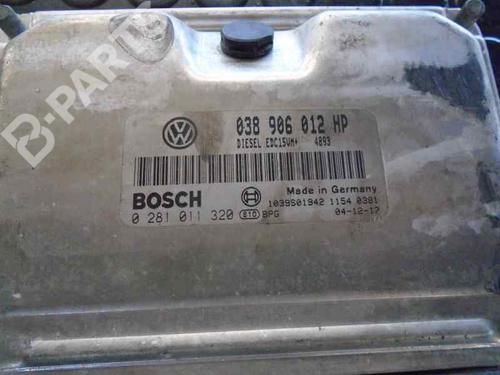 B-PARTS
038 906 012 HP
DIESEL EDC15VM+ 4893
BOSCH
Made in Germany
1039S01942 1154 0381
0 281 011 320 e10 BPG 04-12-17